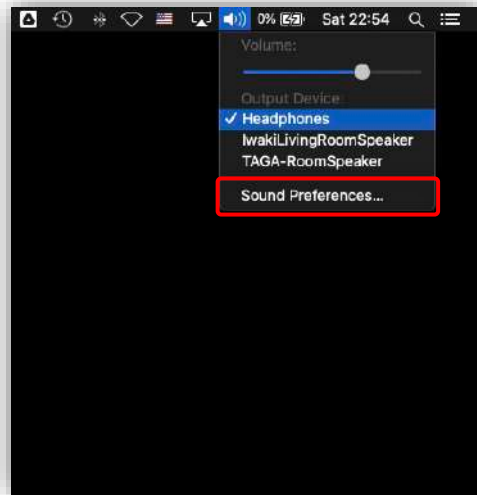 0% Sat 22:54
Volume:
Output Device:
✓ Headphones
IwakiLivingRoomSpeaker
TAGA-RoomSpeaker
Sound Preferences...